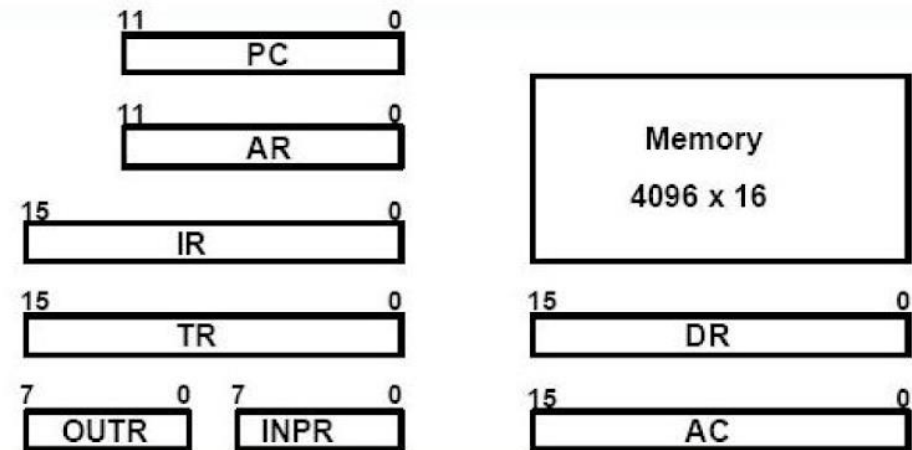 11 0
PC
11 0
AR
Memory
4096 x 16
15 0
IR
15 0
TR
15 0
DR
7 0
OUTR
7 0
INPR
15 0
AC